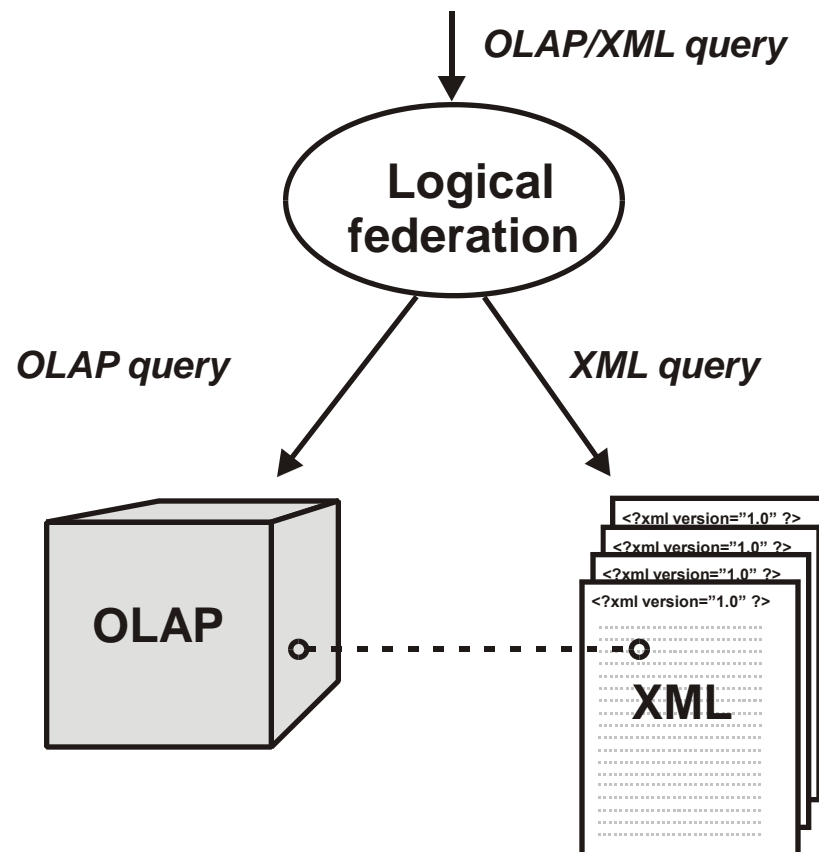 OLAP/XML query
Logical
federation
OLAP query
XML query
<?xml version=”1.0” ?>
<?xml version=”1.0” ?>
<?xml version=”1.0” ?>
<?xml version=”1.0” ?>
OLAP
XML